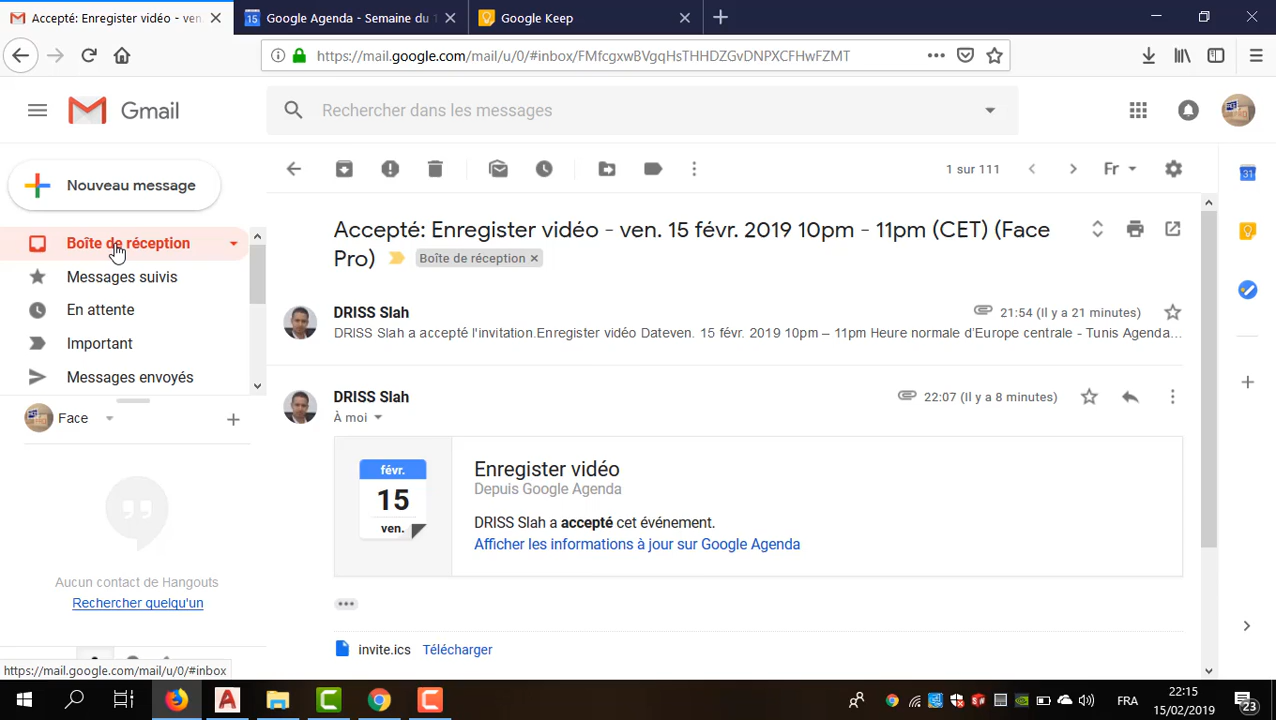 Accepté: Enregister vidéo - ven.
Google Agenda - Semaine du 1
Google Keep
https://mail.google.com/mail/u/0/#inbox/FMfcgxwBVgqHsTHHDZGvDNPXCFHwFZMT
Gmail
Rechercher dans les messages
Nouveau message
1 sur 111
Fr
31
Boîte de réception
Messages suivis
En attente
Important
Messages envoyés
Face
Aucun contact de Hangouts
Rechercher quelqu'un
Accepté: Enregister vidéo - ven. 15 févr. 2019 10pm - 11pm (CET) (Face
Pro) Boîte de réception
DRISS Slah 21:54 (Il y a 21 minutes)
DRISS Slah a accepté l'invitation.Enregister vidéo Dateven. 15 févr. 2019 10pm – 11pm Heure normale d'Europe centrale - Tunis Agenda...
DRISS Slah 22:07 (Il y a 8 minutes)
À moi
févr.
15
ven.
Enregister vidéo
Depuis Google Agenda
DRISS Slah a accepté cet événement.
Afficher les informations à jour sur Google Agenda
invite.ics Télécharger
https://mail.google.com/mail/u/0/#inbox
FRA
22:15
15/02/2019
23